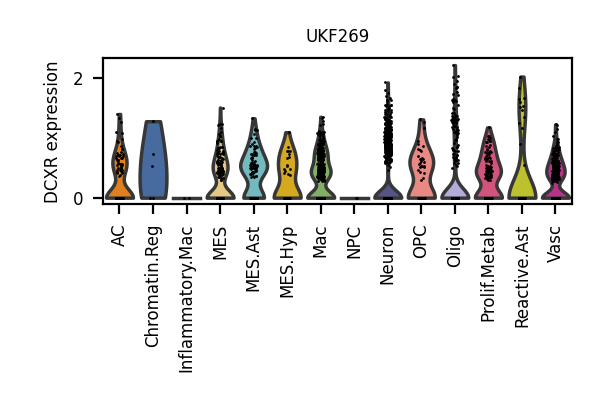 UKF269
DCXR expression
2
0
AC
Chromatin.Reg
Inflammatory.Mac
MES
MES.Ast
MES.Hyp
Mac
NPC
Neuron
OPC
Oligo
Prolif.Metab
Reactive.Ast
Vasc